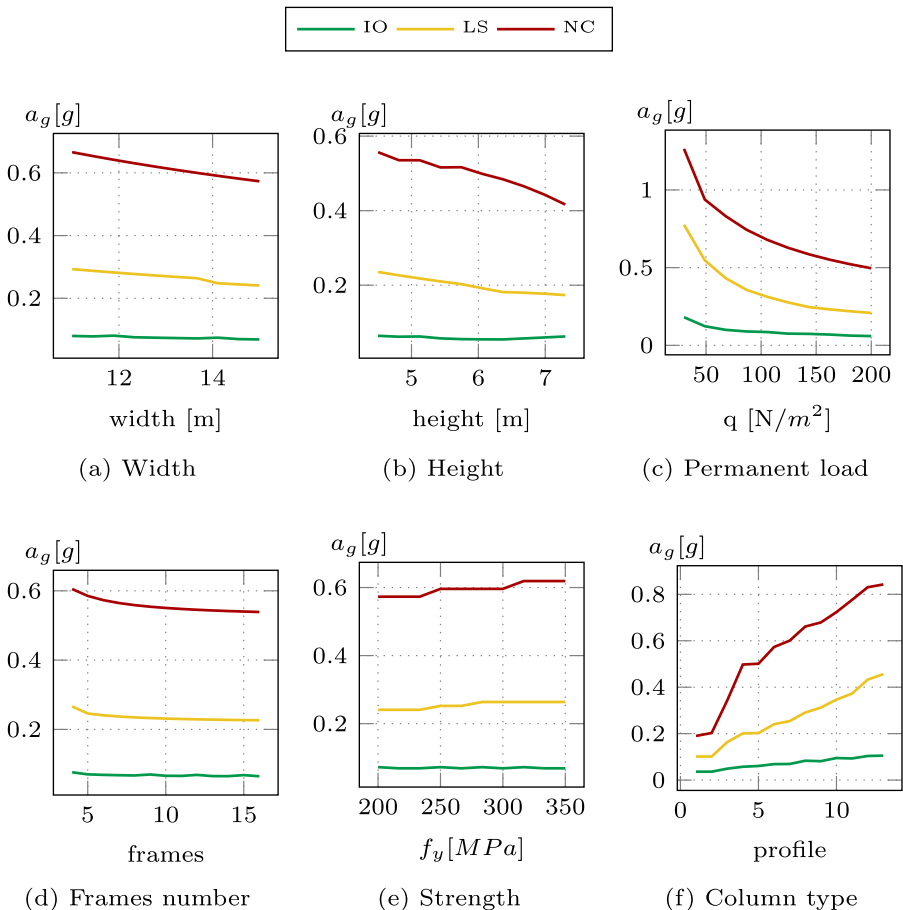 IO LS NC
a_g[g]
0.6
0.4
0.2
12 14
width [m]
(a) Width
a_g[g]
0.6
0.4
0.2
5 6 7
height [m]
(b) Height
a_g[g]
1
0.5
0
50 100 150 200
q [N/m²]
(c) Permanent load
a_g[g]
0.6
0.4
0.2
5 10 15
frames
(d) Frames number
a_g[g]
0.6
0.4
0.2
200 250 300 350
f_y[MPa]
(e) Strength
a_g[g]
0.8
0.6
0.4
0.2
0
0 5 10
profile
(f) Column type